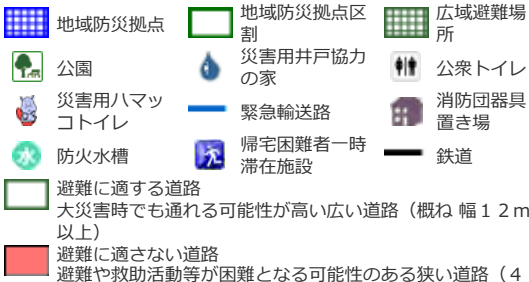 地域防災拠点
地域防災拠点区
割
広域避難場
所
公園
災害用井戸協力
の家
公衆トイレ
災害用ハマッ
コトイレ
緊急輸送路
消防団器具
置き場
水
防火水槽
帰宅困難者一時
滞在施設
鉄道
避難に適する道路
大災害時でも通れる可能性が高い広い道路（概ね 幅１２ｍ
以上）
避難に適さない道路
避難や救助活動等が困難となる可能性のある狭い道路（４